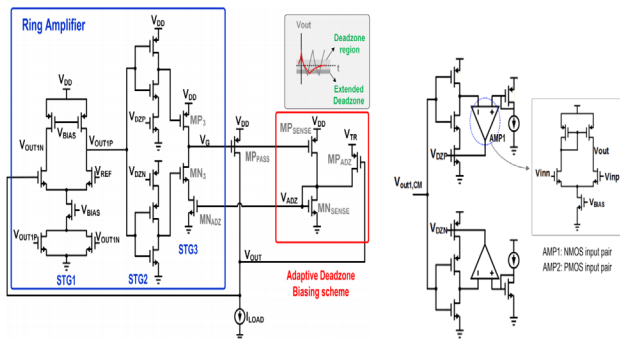 Ring Amplifier
VDD
VBIAS
VOUT1N
VOUT1P
VREF
VBIAS
VOUT1P
VOUT1N
STG1
VDD
VDZP
VDZN
STG2
VDD
MP3
VG
MN3
MNADZ
STG3
VDD
MPPASS
VOUT
ILOAD
Vout
Deadzone
region
t
Extended
Deadzone
VDD
MPSENSE
VTR
MPADZ
VADZ
MNSENSE
Adaptive Deadzone
Biasing scheme
Vout1,CM
VDZP
AMP1
VDZN
Vout
Vinn
Vinp
VBIAS
AMP1: NMOS input pair
AMP2: PMOS input pair